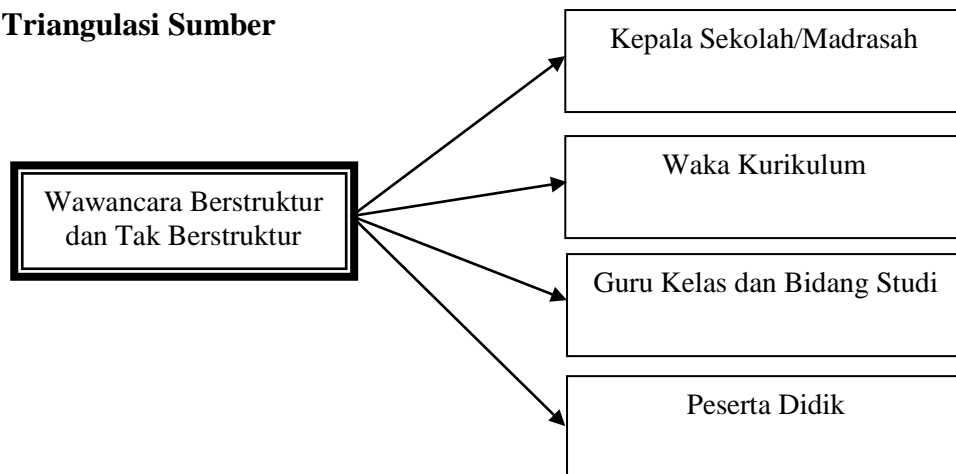 Triangulasi Sumber
Kepala Sekolah/Madrasah
Waka Kurikulum
Wawancara Berstruktur
dan Tak Berstruktur
Guru Kelas dan Bidang Studi
Peserta Didik